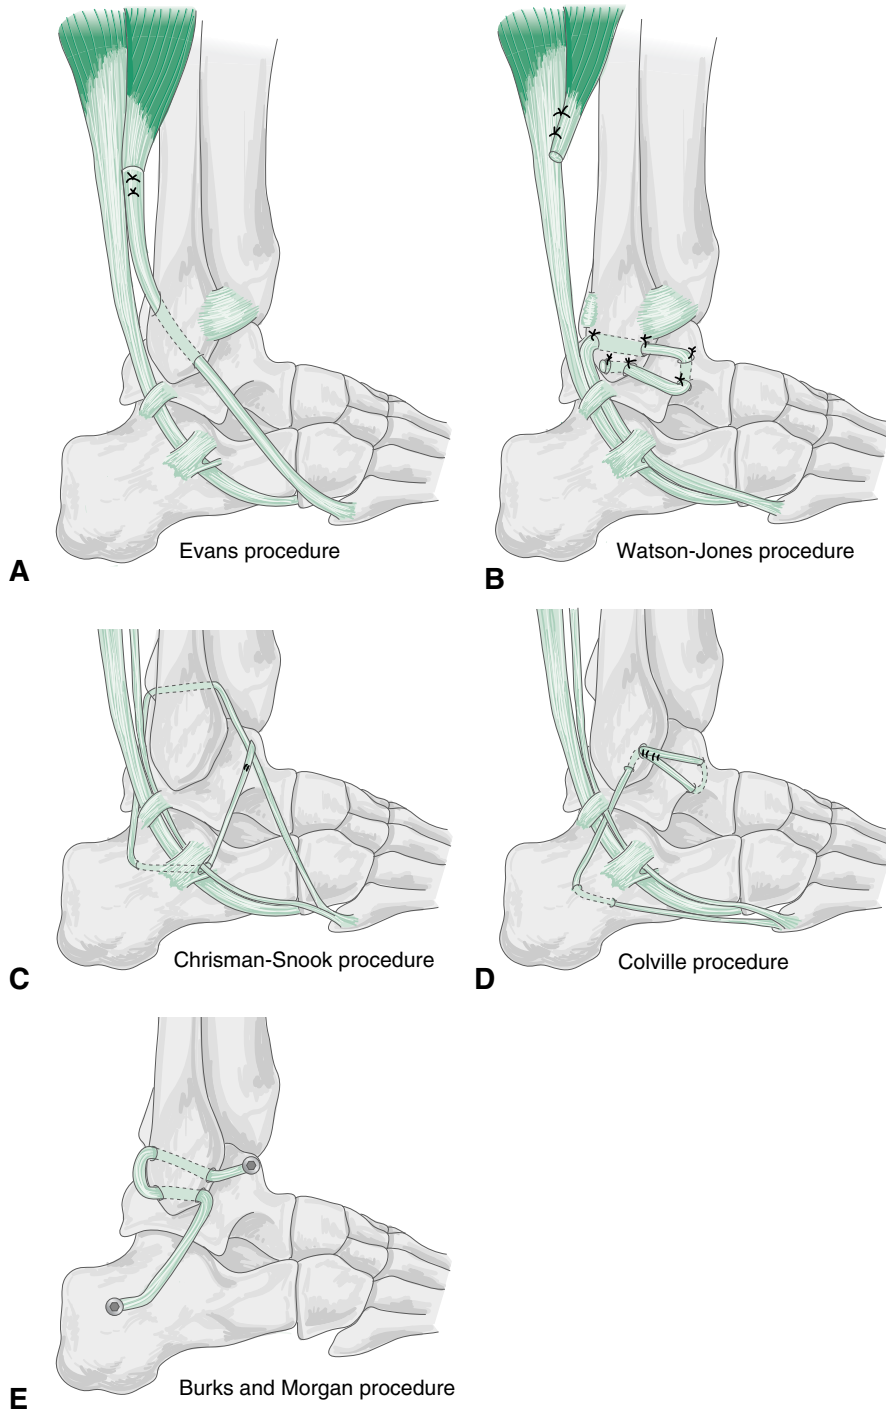 Evans procedure
A
Watson-Jones procedure
B
Chrisman-Snook procedure
C
Colville procedure
D
Burks and Morgan procedure
E